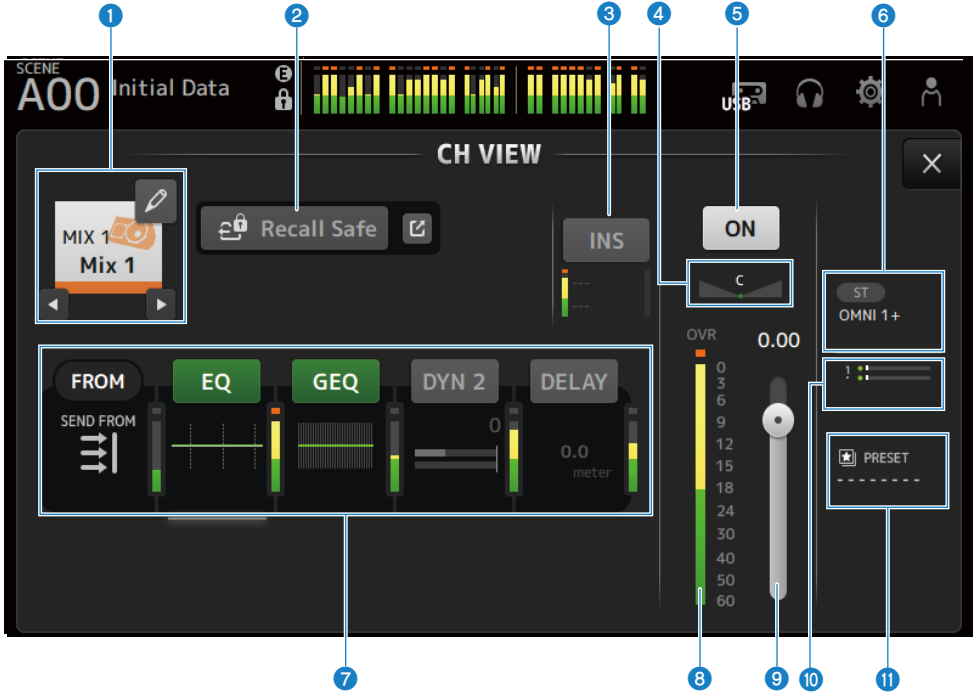 1
2
3
4
5
6
SCENE
A00
Initial Data
E
USB
CH VIEW
MIX 1
Mix 1
Recall Safe
INS
---
---
ON
C
ST
OMNI 1+
OVR
0.00
0
3
6
9
12
15
18
24
30
40
50
60
1
!
PRESET
--------
FROM
EQ
GEQ
DYN 2
DELAY
SEND FROM
0
0.0
meter
7
8
9
10
11